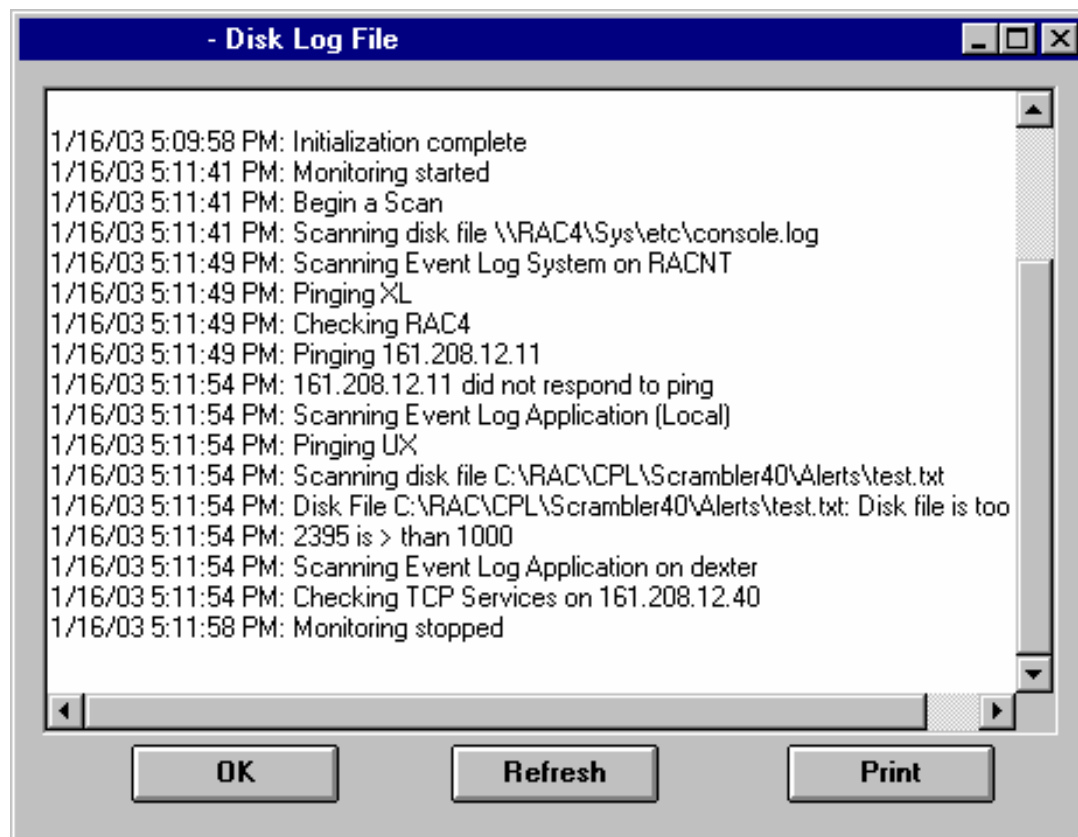 - Disk Log File
1/16/03 5:09:58 PM: Initialization complete
1/16/03 5:11:41 PM: Monitoring started
1/16/03 5:11:41 PM: Begin a Scan
1/16/03 5:11:41 PM: Scanning disk file \\RAC4\Sys\etc\console.log
1/16/03 5:11:49 PM: Scanning Event Log System on RACNT
1/16/03 5:11:49 PM: Pinging XL
1/16/03 5:11:49 PM: Checking RAC4
1/16/03 5:11:49 PM: Pinging 161.208.12.11
1/16/03 5:11:54 PM: 161.208.12.11 did not respond to ping
1/16/03 5:11:54 PM: Scanning Event Log Application (Local)
1/16/03 5:11:54 PM: Pinging UX
1/16/03 5:11:54 PM: Scanning disk file C:\RAC\CPL\Scrambler40\Alerts\test.txt
1/16/03 5:11:54 PM: Disk File C:\RAC\CPL\Scrambler40\Alerts\test.txt: Disk file is too
1/16/03 5:11:54 PM: 2395 is > than 1000
1/16/03 5:11:54 PM: Scanning Event Log Application on dexter
1/16/03 5:11:54 PM: Checking TCP Services on 161.208.12.40
1/16/03 5:11:58 PM: Monitoring stopped
OK Refresh Print